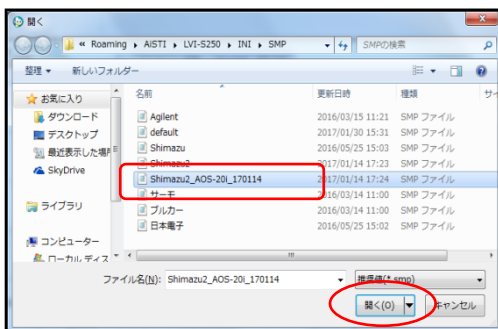 開く
« Roaming ▸ AiSTI ▸ LVI-S250 ▸ INI ▸ SMP
SMPの検索
整理 ▼ 新しいフォルダー
名前 更新日時 種類 サイ
お気に入り
ダウンロード
デスクトップ
最近表示した場所
SkyDrive
ライブラリ
コンピューター
ローカル ディス
Agilent 2016/03/15 11:21 SMP ファイル
default 2017/01/30 15:31 SMP ファイル
Shimazu 2016/05/25 15:03 SMP ファイル
Shimazu2 2017/01/14 17:23 SMP ファイル
Shimazu2_AOS-20i_170114 2017/01/14 17:24 SMP ファイル
サーモ 2016/03/14 11:00 SMP ファイル
ブルカー 2016/03/14 11:00 SMP ファイル
日本電子 2016/05/25 15:02 SMP ファイル
ファイル名(N): Shimazu2_AOS-20i_170114
推奨値(*.smp)
開く(O)
キャンセル